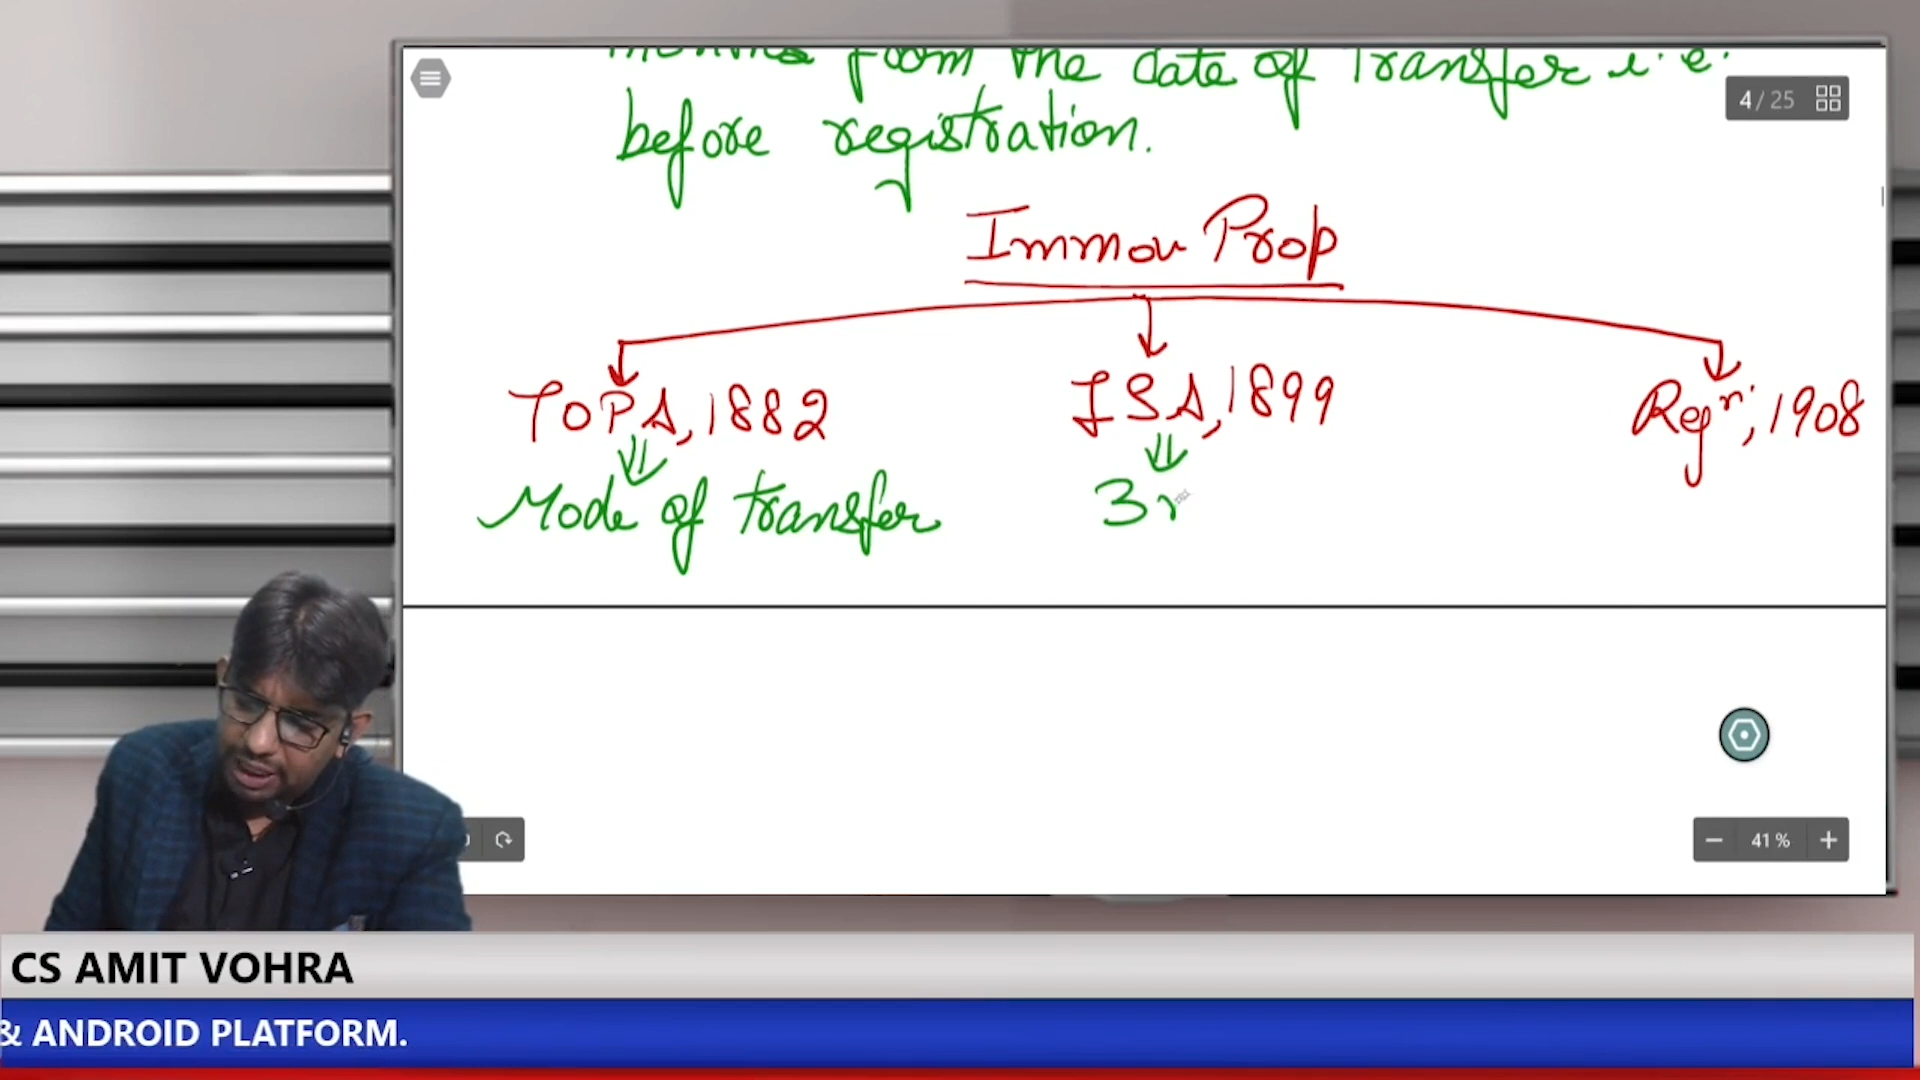 from the date of Transfer i.e.
before registration.
4 / 25
Immov Prop
TOPA, 1882
ISA, 1899
Regn, 1908
Mode of transfer
3
41 %
CS AMIT VOHRA
& ANDROID PLATFORM.